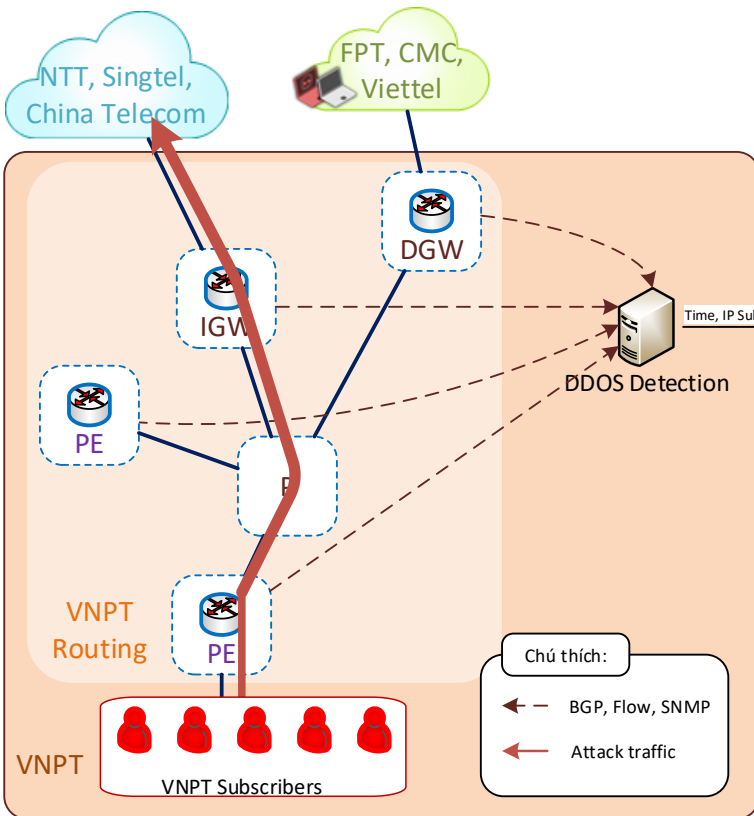 NTT, Singtel,
China Telecom
FPT, CMC,
Viettel
DGW
IGW
Time, IP Sub
DDOS Detection
PE
P
PE
VNPT
Routing
VNPT
VNPT Subscribers
Chú thích:
BGP, Flow, SNMP
Attack traffic